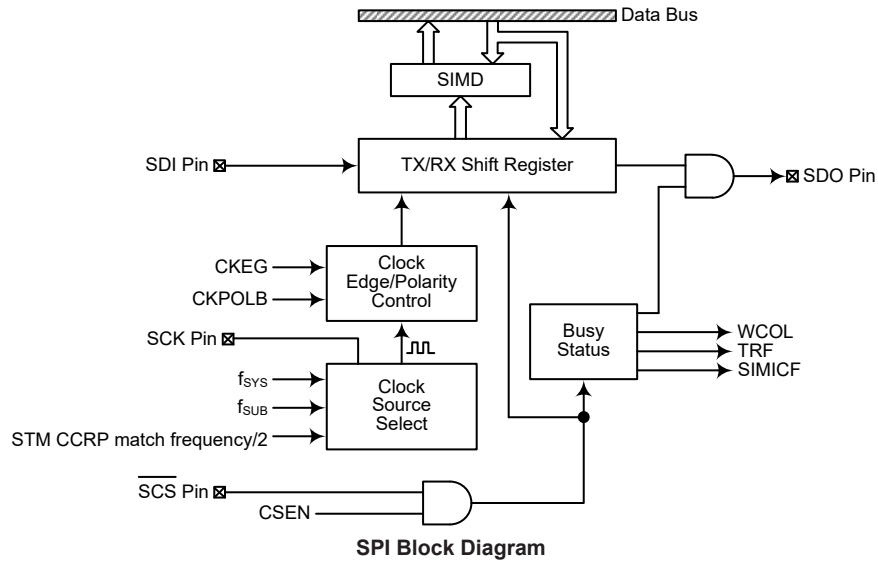 Data Bus
SIMD
SDI Pin
TX/RX Shift Register
SDO Pin
CKEG
CKPOLB
Clock
Edge/Polarity
Control
SCK Pin
Busy
Status
WCOL
TRF
SIMICF
fSYS
fSUB
STM CCRP match frequency/2
Clock
Source
Select
SCS Pin
CSEN
SPI Block Diagram